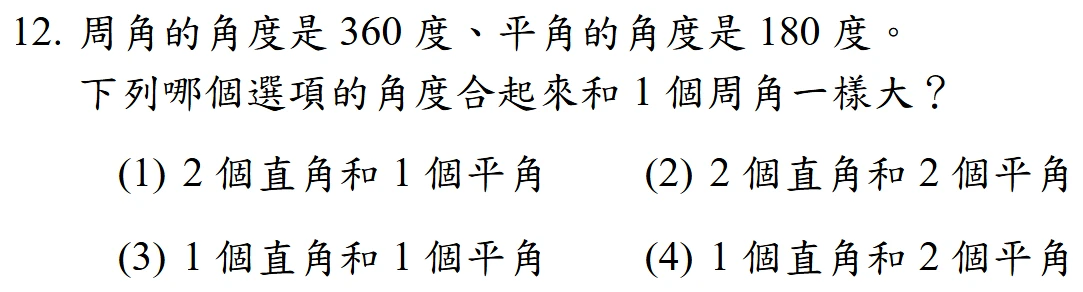 12. 周角的角度是 360 度、平角的角度是 180 度。
下列哪個選項的角度合起來和 1 個周角一樣大？
(1) 2 個直角和 1 個平角 (2) 2 個直角和 2 個平角
(3) 1 個直角和 1 個平角 (4) 1 個直角和 2 個平角